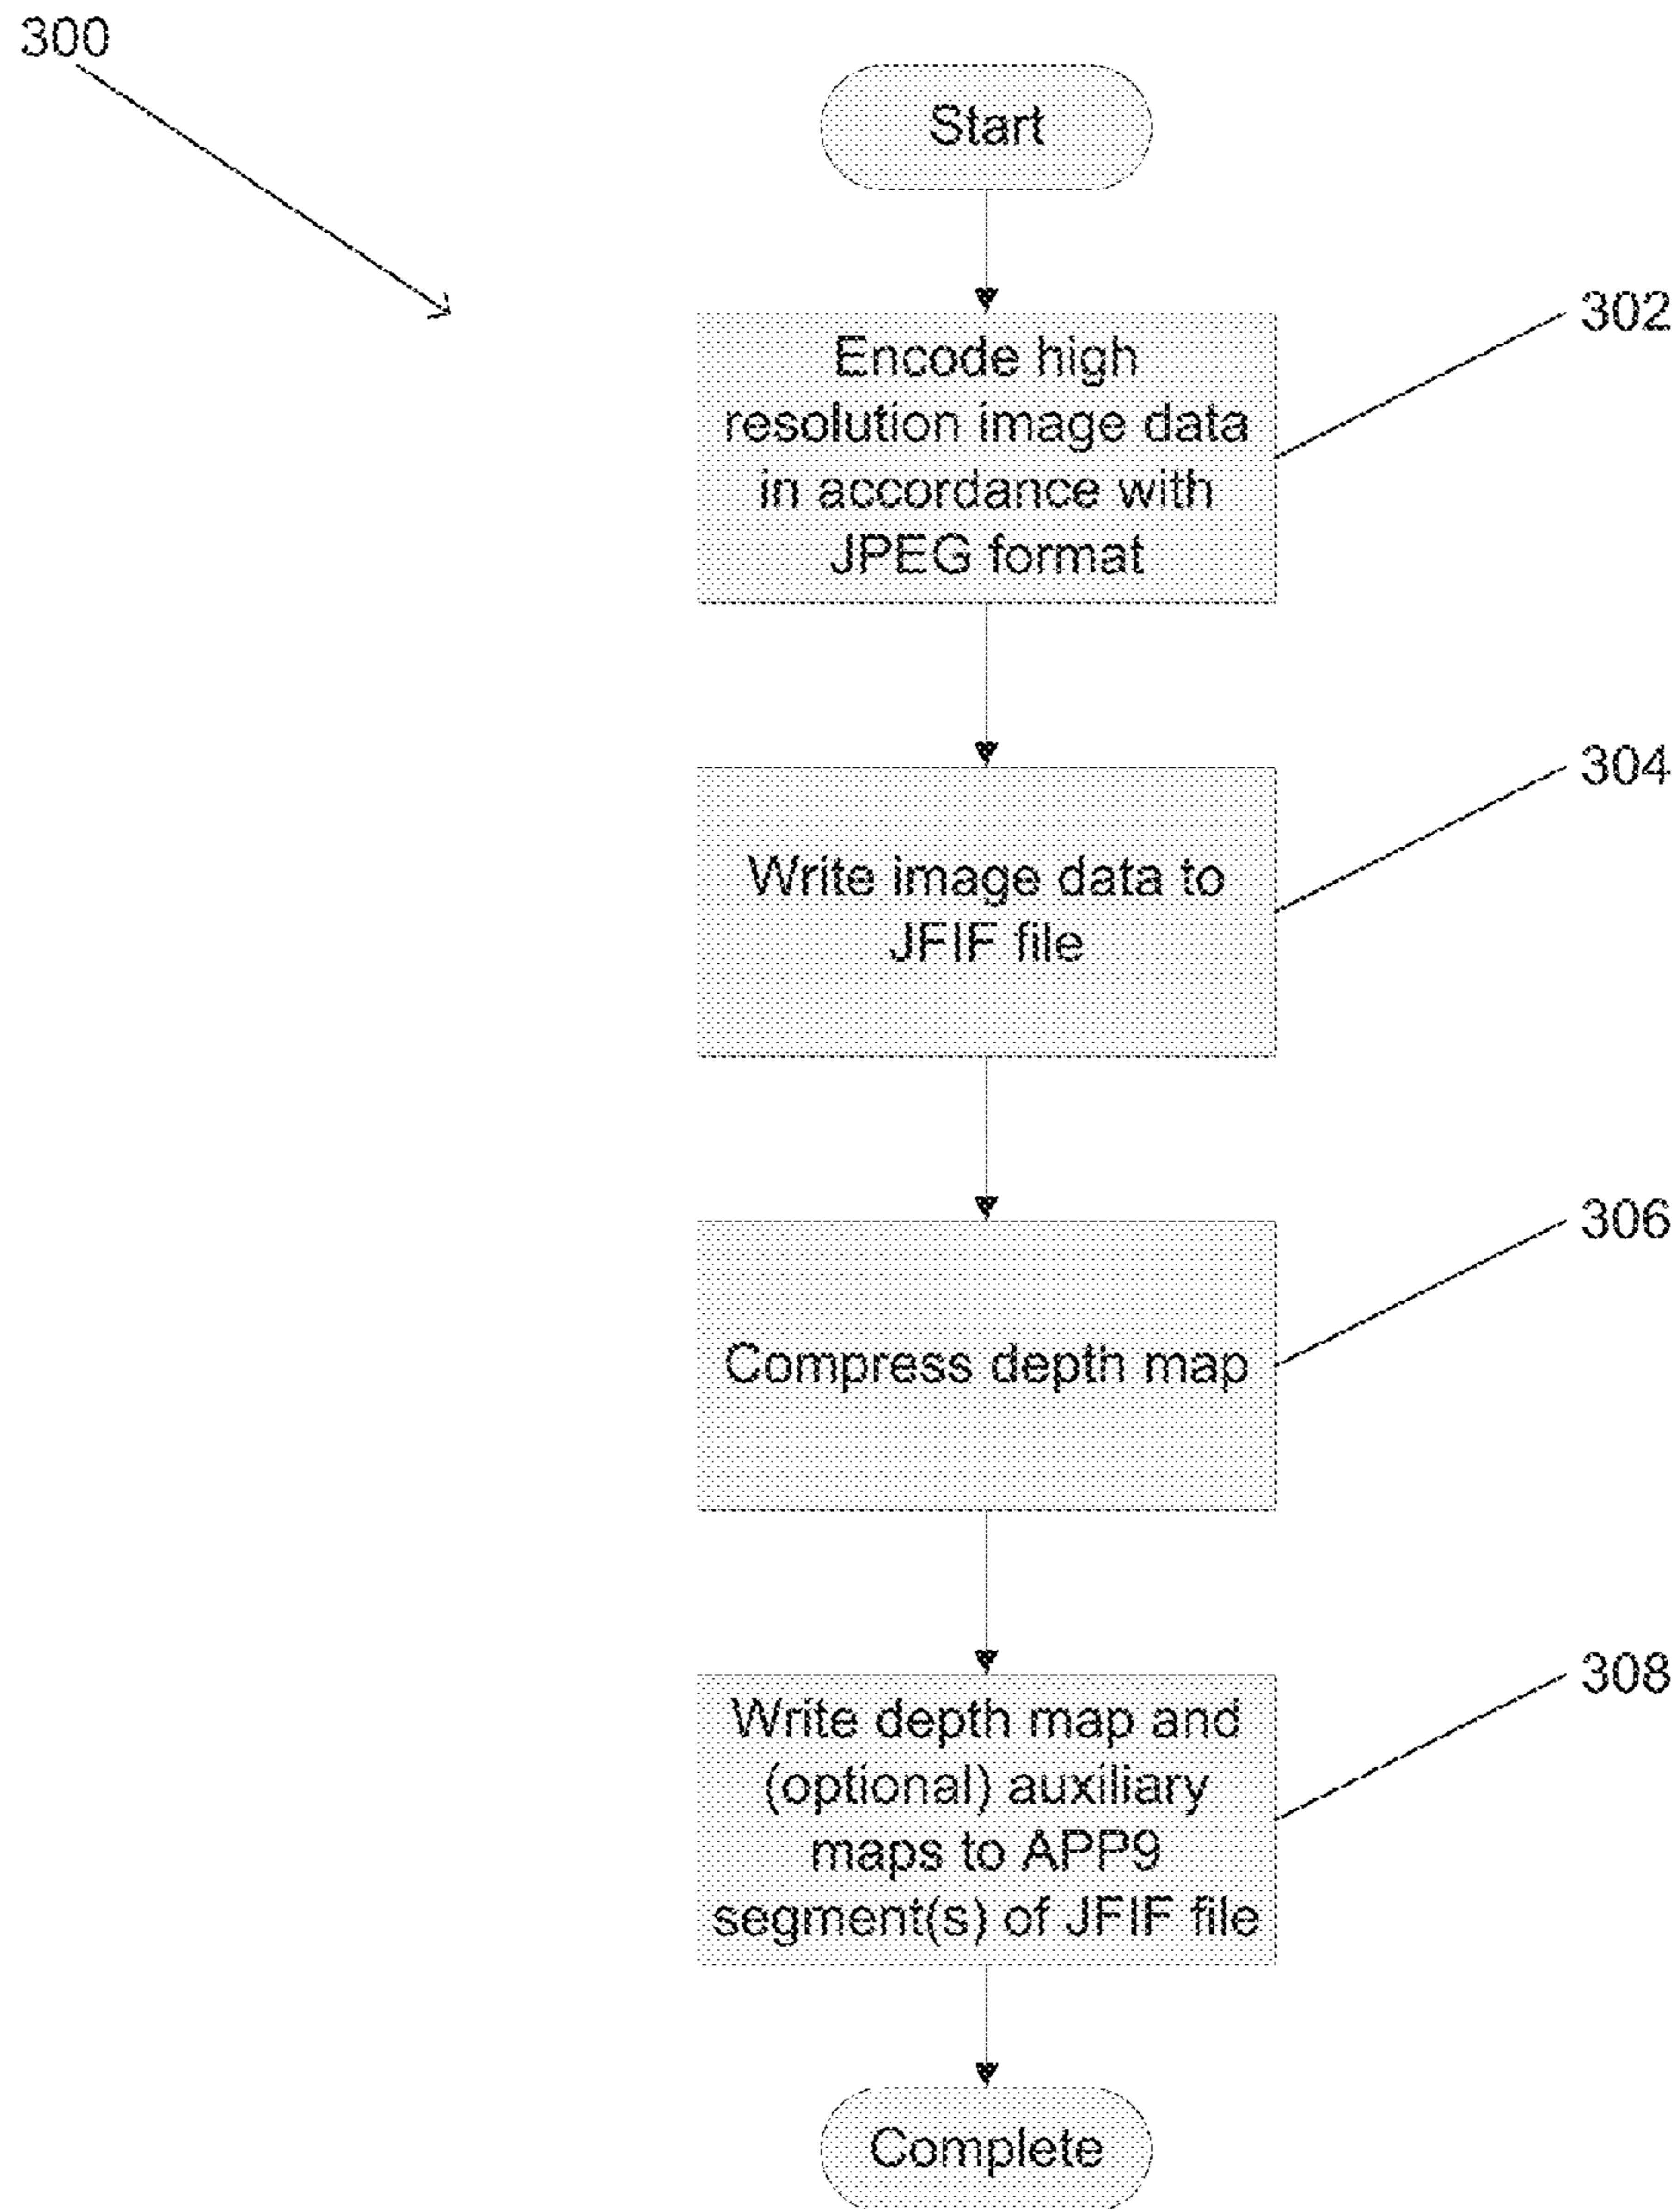 300
Start
302
Encode high
resolution image data
in accordance with
JPEG format
304
Write image data to
JFIF file
306
Compress depth map
308
Write depth map and
(optional) auxiliary
maps to APP9
segment(s) of JFIF file
Complete